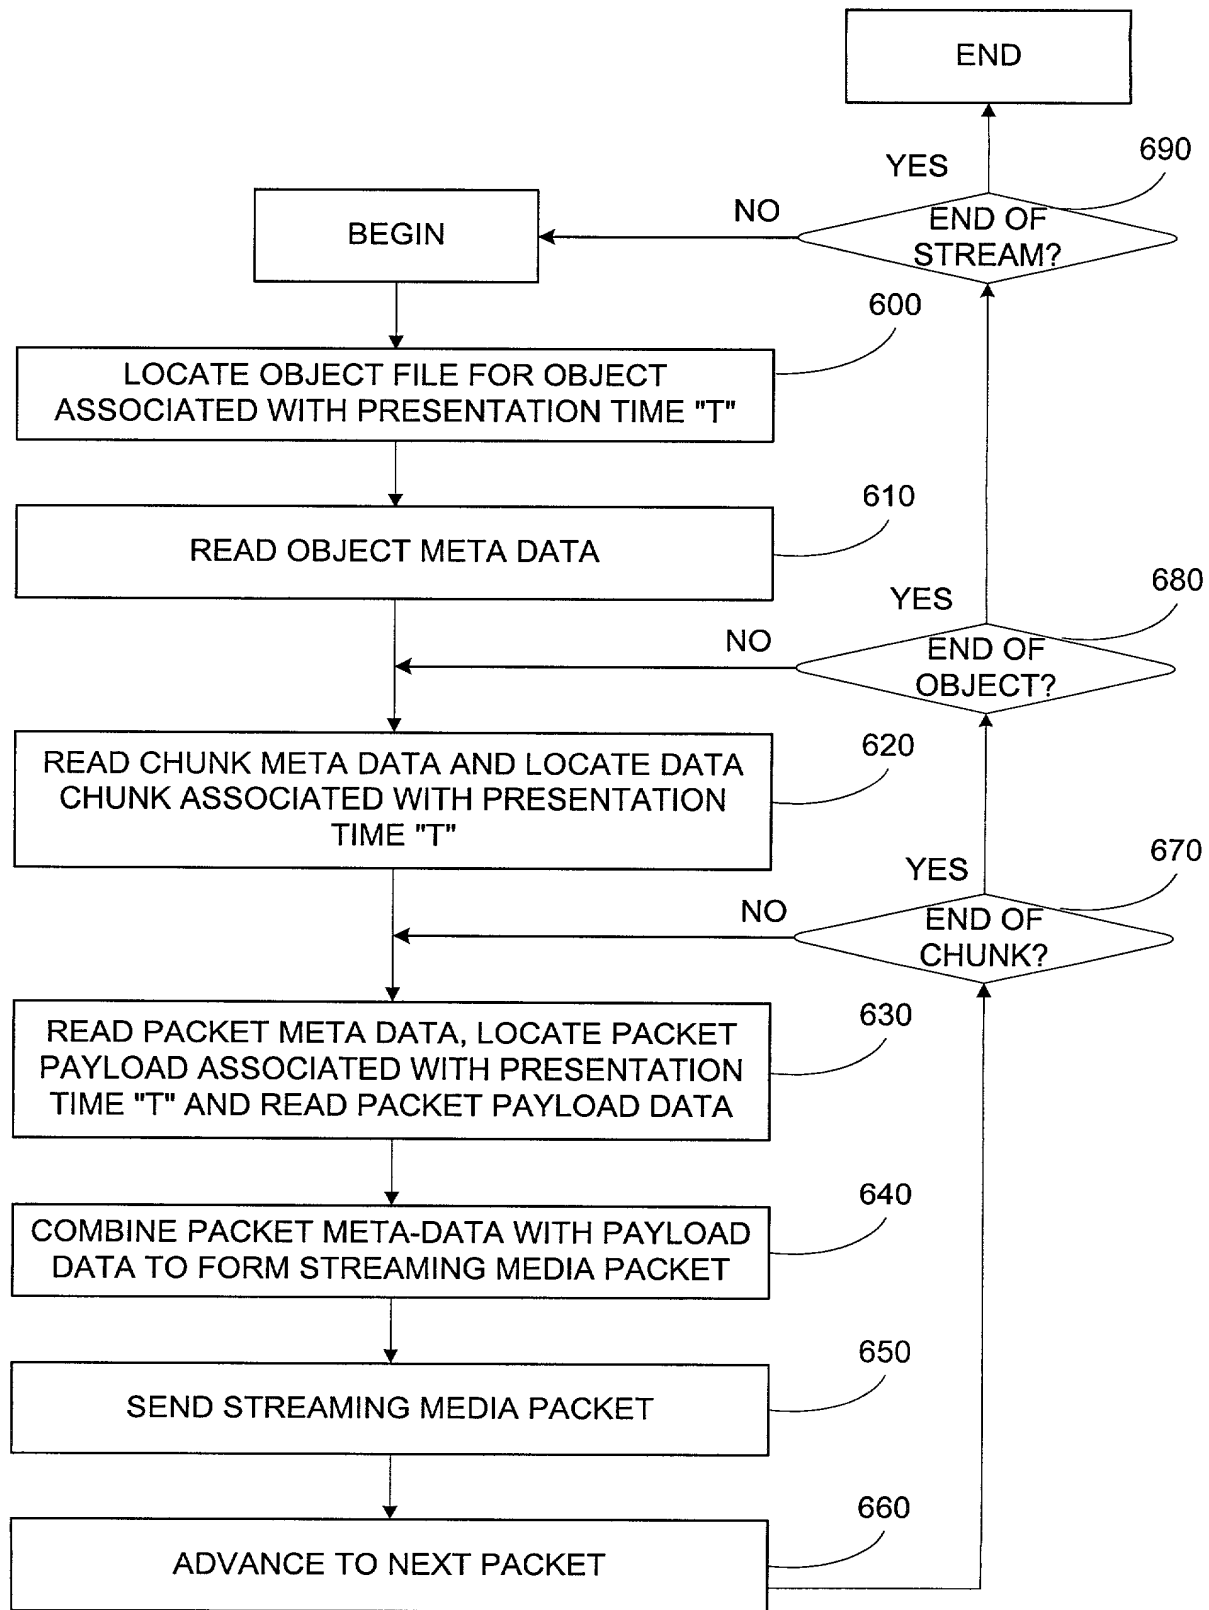 END
YES
690
NO
END OF
STREAM?
BEGIN
600
LOCATE OBJECT FILE FOR OBJECT
ASSOCIATED WITH PRESENTATION TIME "T"
610
READ OBJECT META DATA
680
YES
NO
END OF
OBJECT?
620
READ CHUNK META DATA AND LOCATE DATA
CHUNK ASSOCIATED WITH PRESENTATION
TIME "T"
670
YES
NO
END OF
CHUNK?
630
READ PACKET META DATA, LOCATE PACKET
PAYLOAD ASSOCIATED WITH PRESENTATION
TIME "T" AND READ PACKET PAYLOAD DATA
640
COMBINE PACKET META-DATA WITH PAYLOAD
DATA TO FORM STREAMING MEDIA PACKET
650
SEND STREAMING MEDIA PACKET
660
ADVANCE TO NEXT PACKET